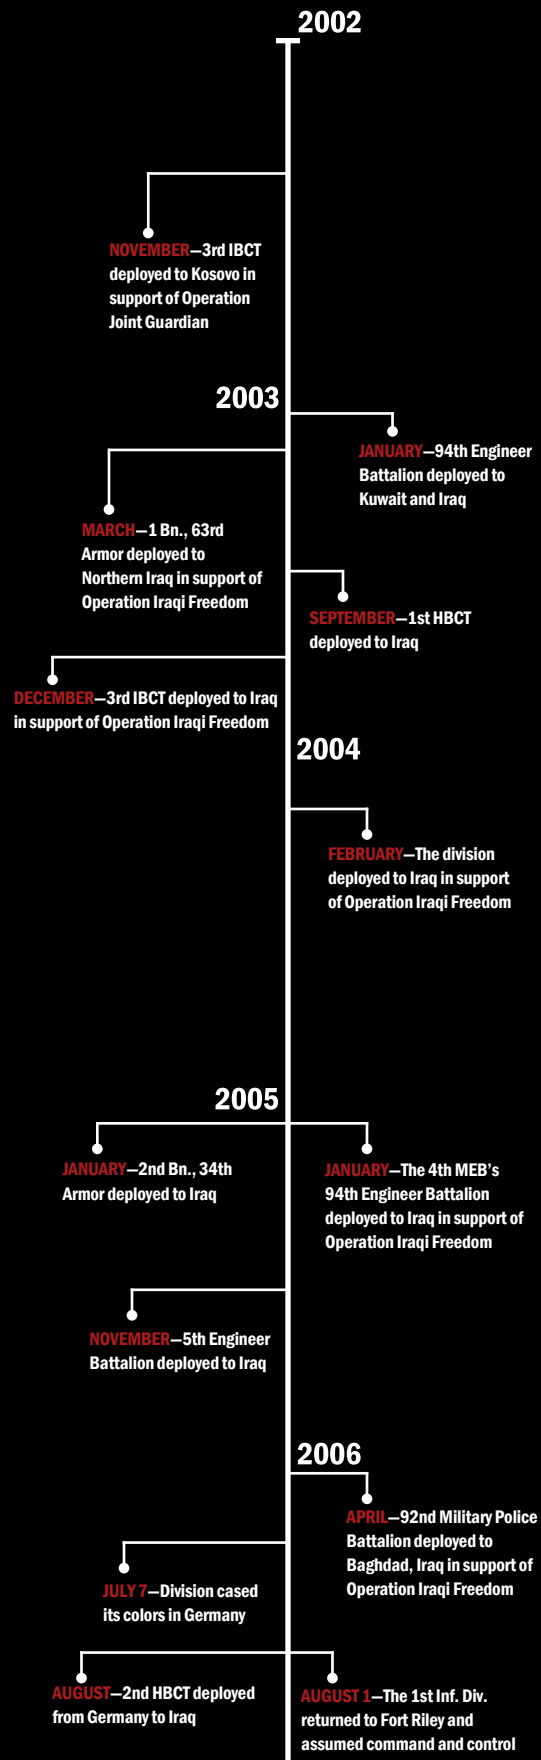 2002
NOVEMBER—3rd IBCT
deployed to Kosovo in
support of Operation
Joint Guardian
2003
JANUARY—94th Engineer
Battalion deployed to
Kuwait and Iraq
MARCH—1 Bn., 63rd
Armor deployed to
Northern Iraq in support of
Operation Iraqi Freedom
SEPTEMBER—1st HBCT
deployed to Iraq
DECEMBER—3rd IBCT deployed to Iraq
in support of Operation Iraqi Freedom
2004
FEBRUARY—The division
deployed to Iraq in support
of Operation Iraqi Freedom
2005
JANUARY—2nd Bn., 34th
Armor deployed to Iraq
JANUARY—The 4th MEB's
94th Engineer Battalion
deployed to Iraq in support of
Operation Iraqi Freedom
NOVEMBER—5th Engineer
Battalion deployed to Iraq
2006
APRIL—92nd Military Police
Battalion deployed to
Baghdad, Iraq in support of
Operation Iraqi Freedom
JULY 7—Division cased
its colors in Germany
AUGUST—2nd HBCT deployed
from Germany to Iraq
AUGUST 1—The 1st Inf. Div.
returned to Fort Riley and
assumed command and control